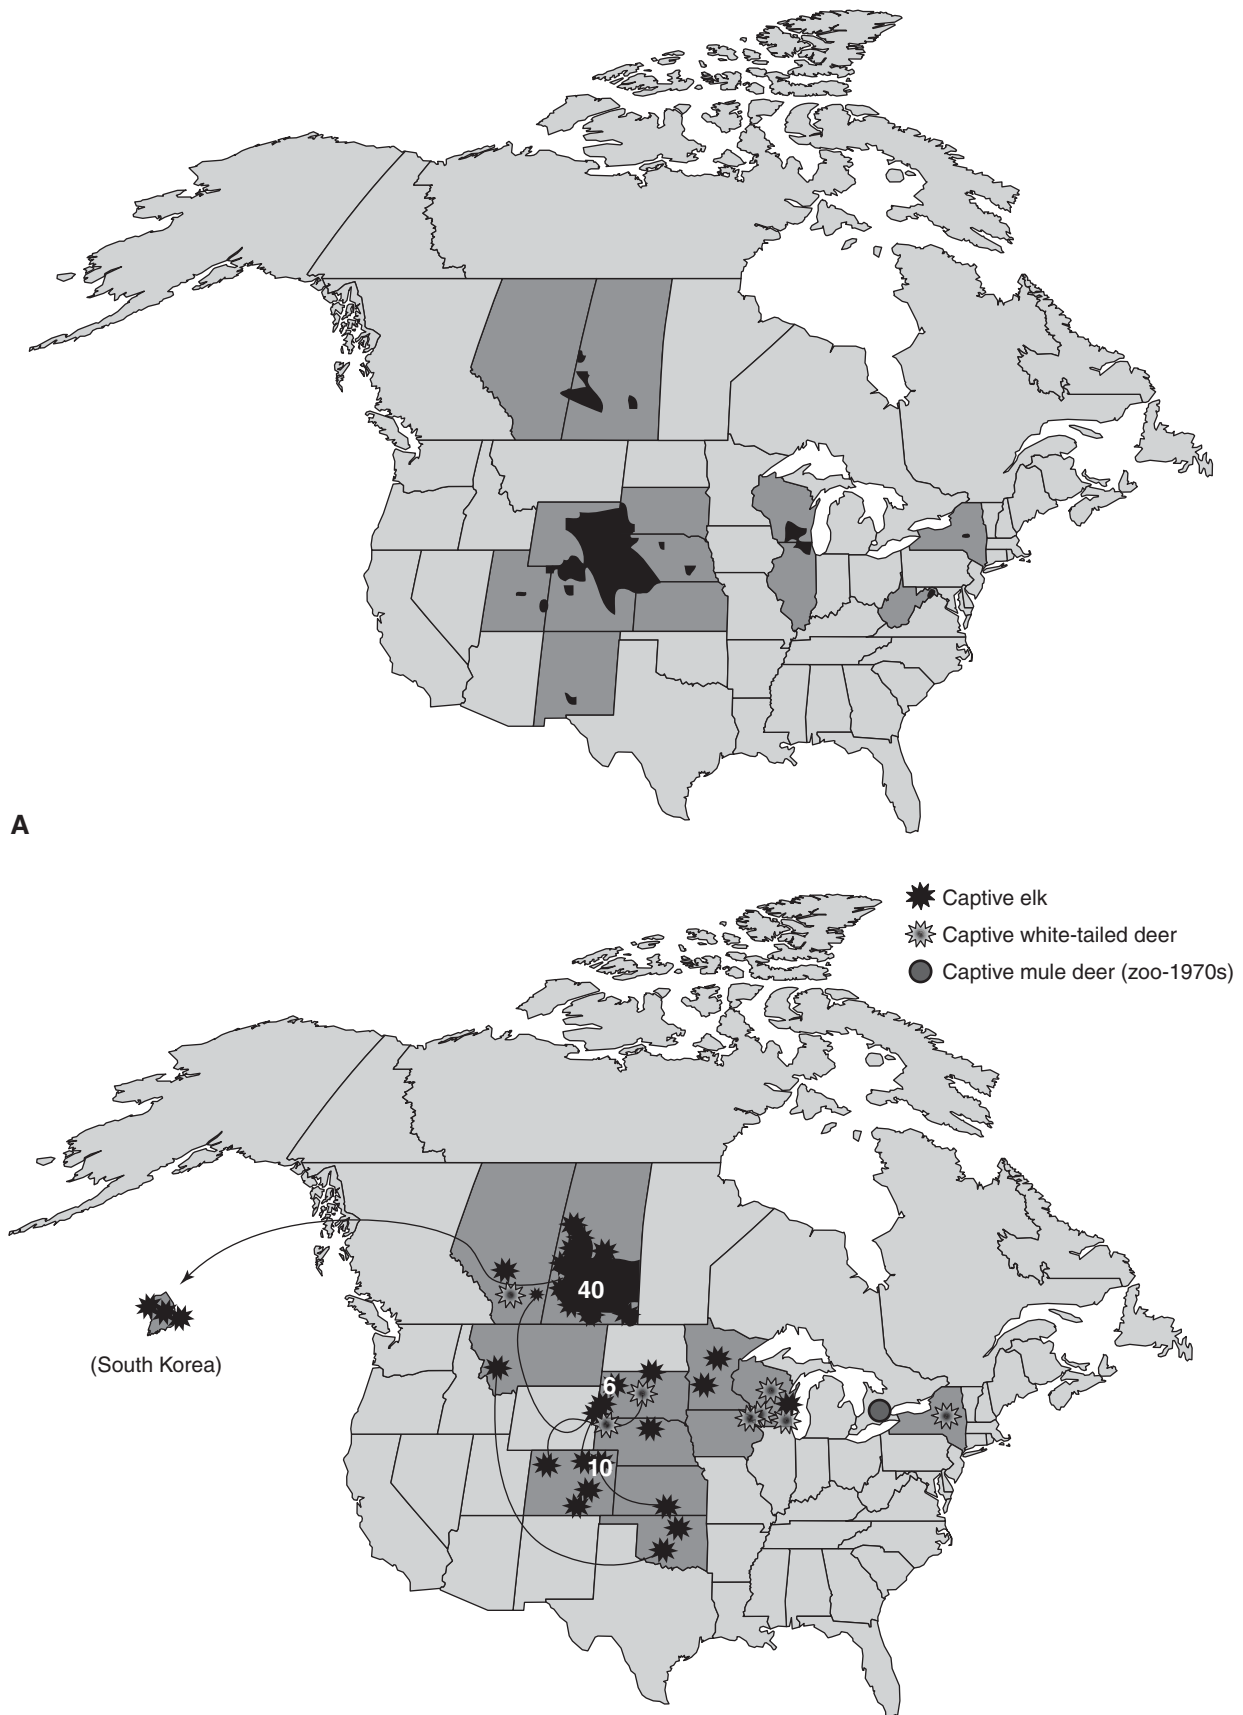 A
Captive elk
Captive white-tailed deer
Captive mule deer (zoo-1970s)
40
(South Korea)
6
10